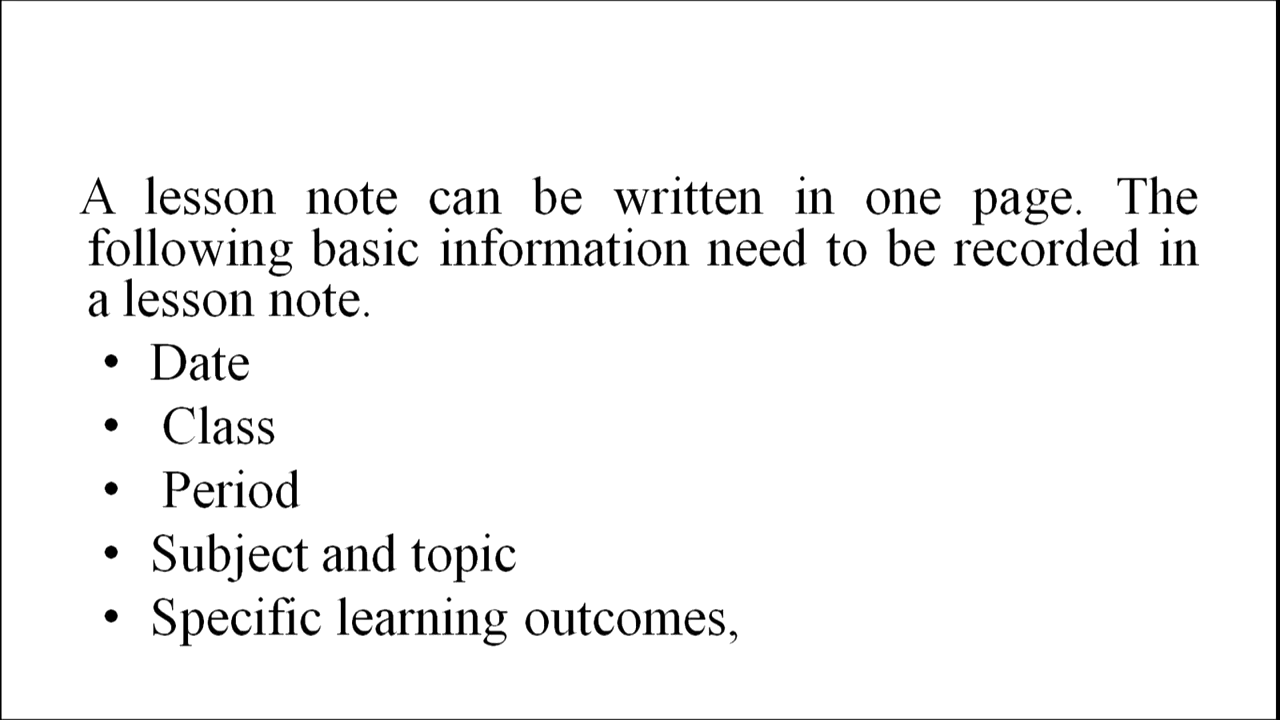 A lesson note can be written in one page. The
following basic information need to be recorded in
a lesson note.
• Date
• Class
• Period
• Subject and topic
• Specific learning outcomes,